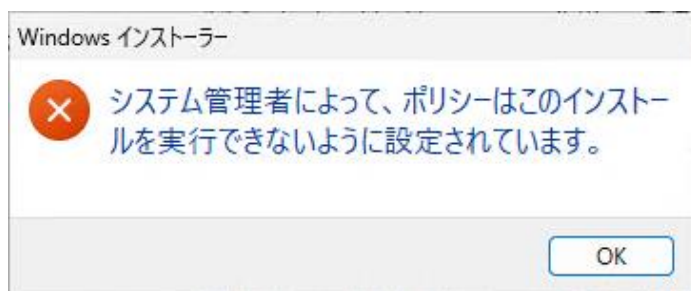 Windows インストーラー
システム管理者によって、ポリシーはこのインストー
ルを実行できないように設定されています。
OK